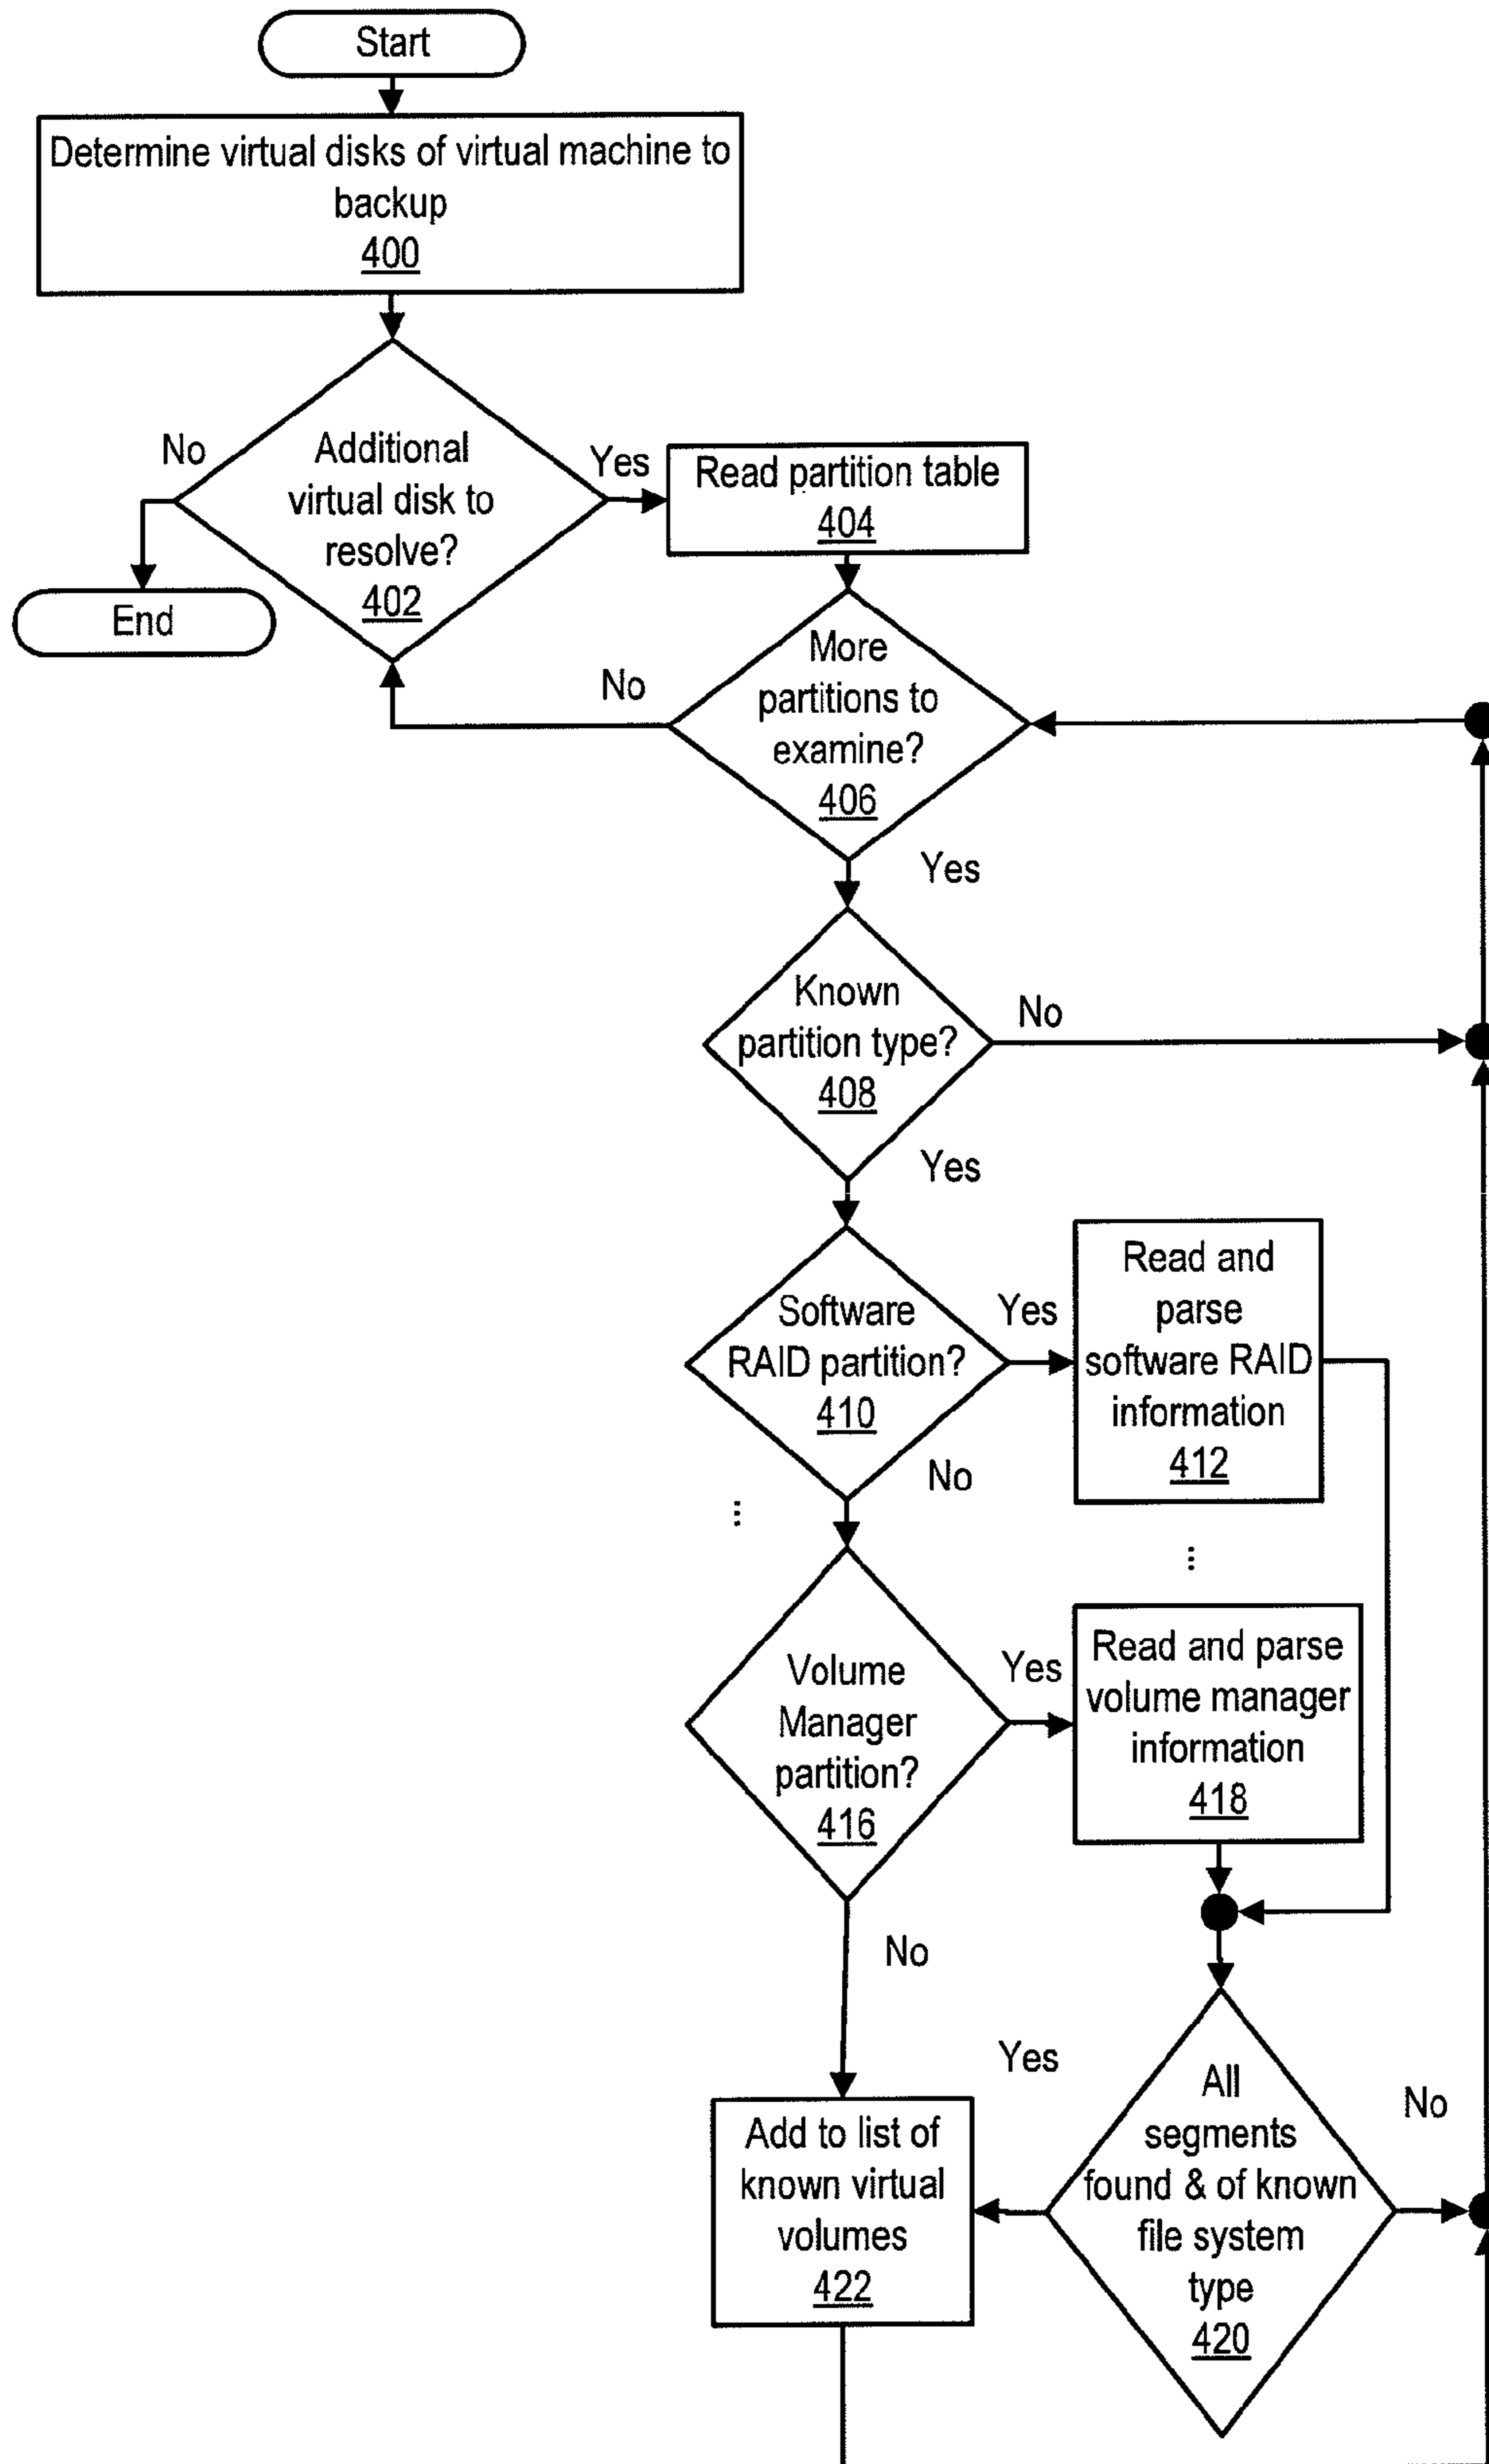 Start
Determine virtual disks of virtual machine to
backup
400
No
Additional
virtual disk to
resolve?
402
Yes
Read partition table
404
End
More
partitions to
examine?
406
No
Yes
Known
partition type?
408
No
Yes
Software
RAID partition?
410
Yes
Read and
parse
software RAID
information
412
No
...
...
Volume
Manager
partition?
416
Yes
Read and parse
volume manager
information
418
No
Yes
All
segments
found & of known
file system
type
420
No
Add to list of
known virtual
volumes
422